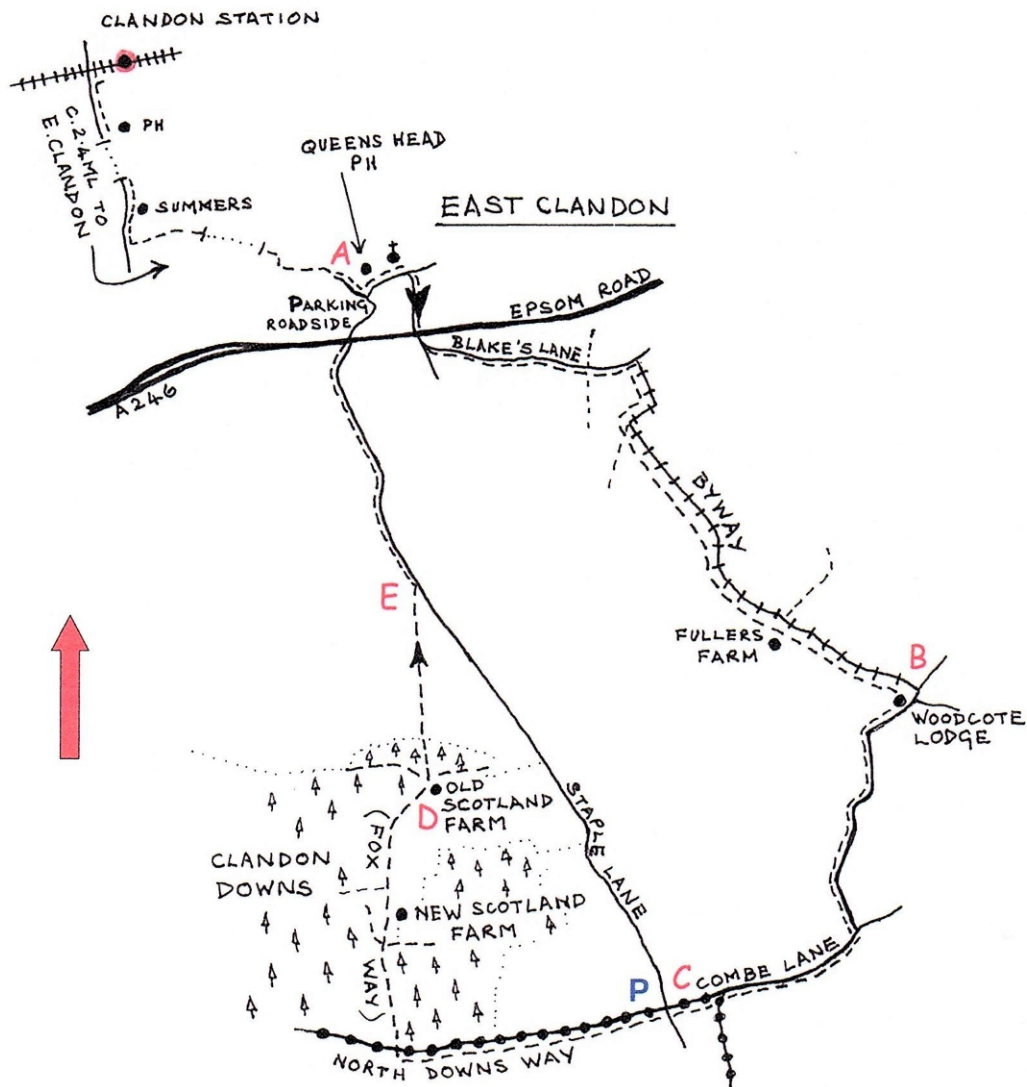 CLANDON STATION
PH
C.2.4ML TO
E.CLANDON
SUMMERS
QUEENS HEAD
PH
EAST CLANDON
A
PARKING
ROADSIDE
EPSOM ROAD
BLAKE'S LANE
A246
BYWAY
E
FULLERS
FARM
B
WOODCOTE
LODGE
OLD
SCOTLAND
FARM
D
(FOX
WAY)
CLANDON
DOWNS
STAPLE LANE
NEW SCOTLAND
FARM
P
C
COMBE LANE
NORTH DOWNS WAY